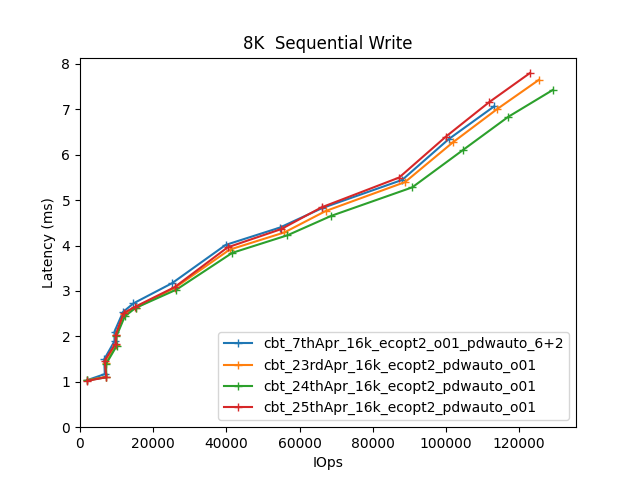 8K  Sequential Write
8
7
6
5
4
3
2
1
0
Latency (ms)
0 20000 40000 60000 80000 100000 120000
IOps
cbt_7thApr_16k_ecopt2_o01_pdwauto_6+2
cbt_23rdApr_16k_ecopt2_pdwauto_o01
cbt_24thApr_16k_ecopt2_pdwauto_o01
cbt_25thApr_16k_ecopt2_pdwauto_o01